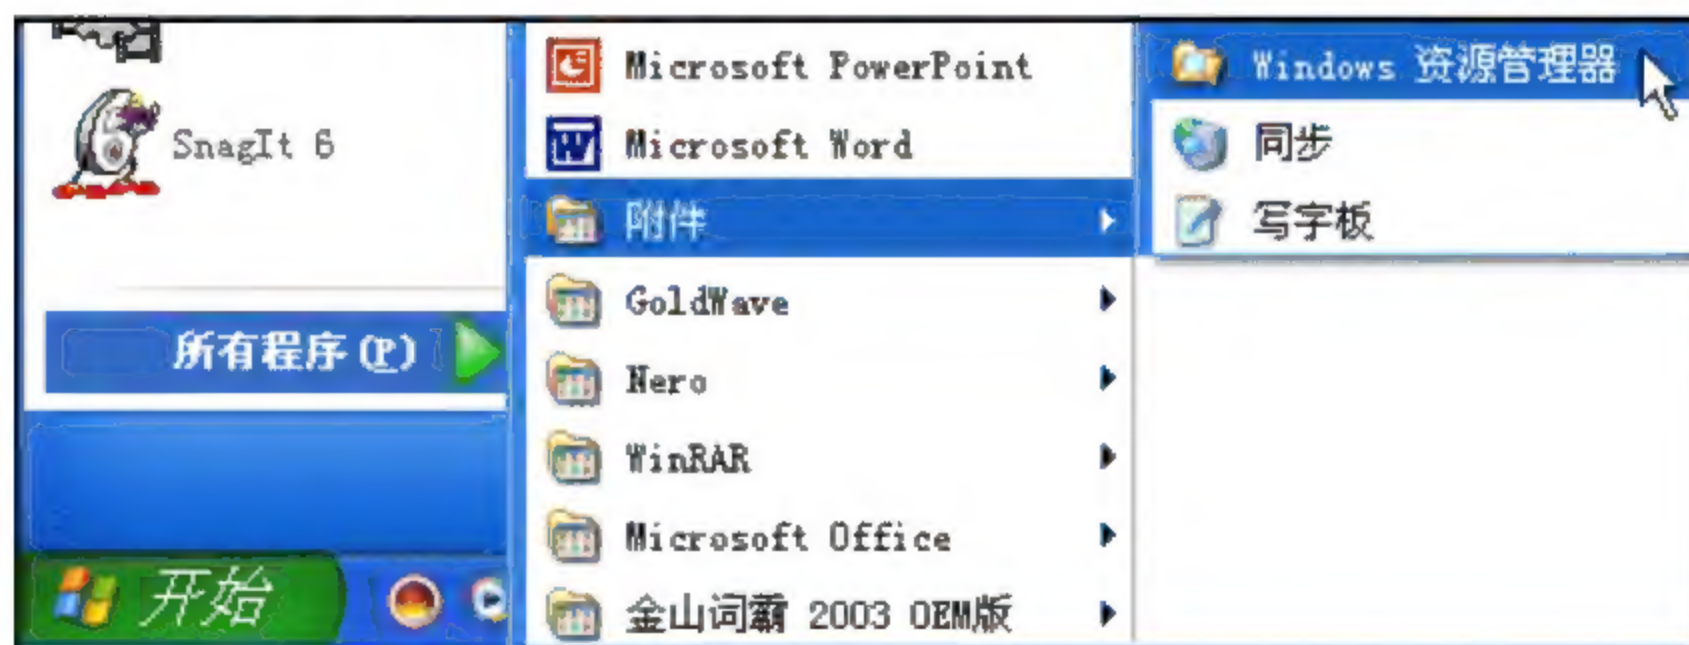 SnagIt 6
所有程序(P)
开始
Microsoft PowerPoint
Microsoft Word
附件
GoldWave
Nero
WinRAR
Microsoft Office
金山词霸 2003 OEM版
Windows 资源管理器
同步
写字板